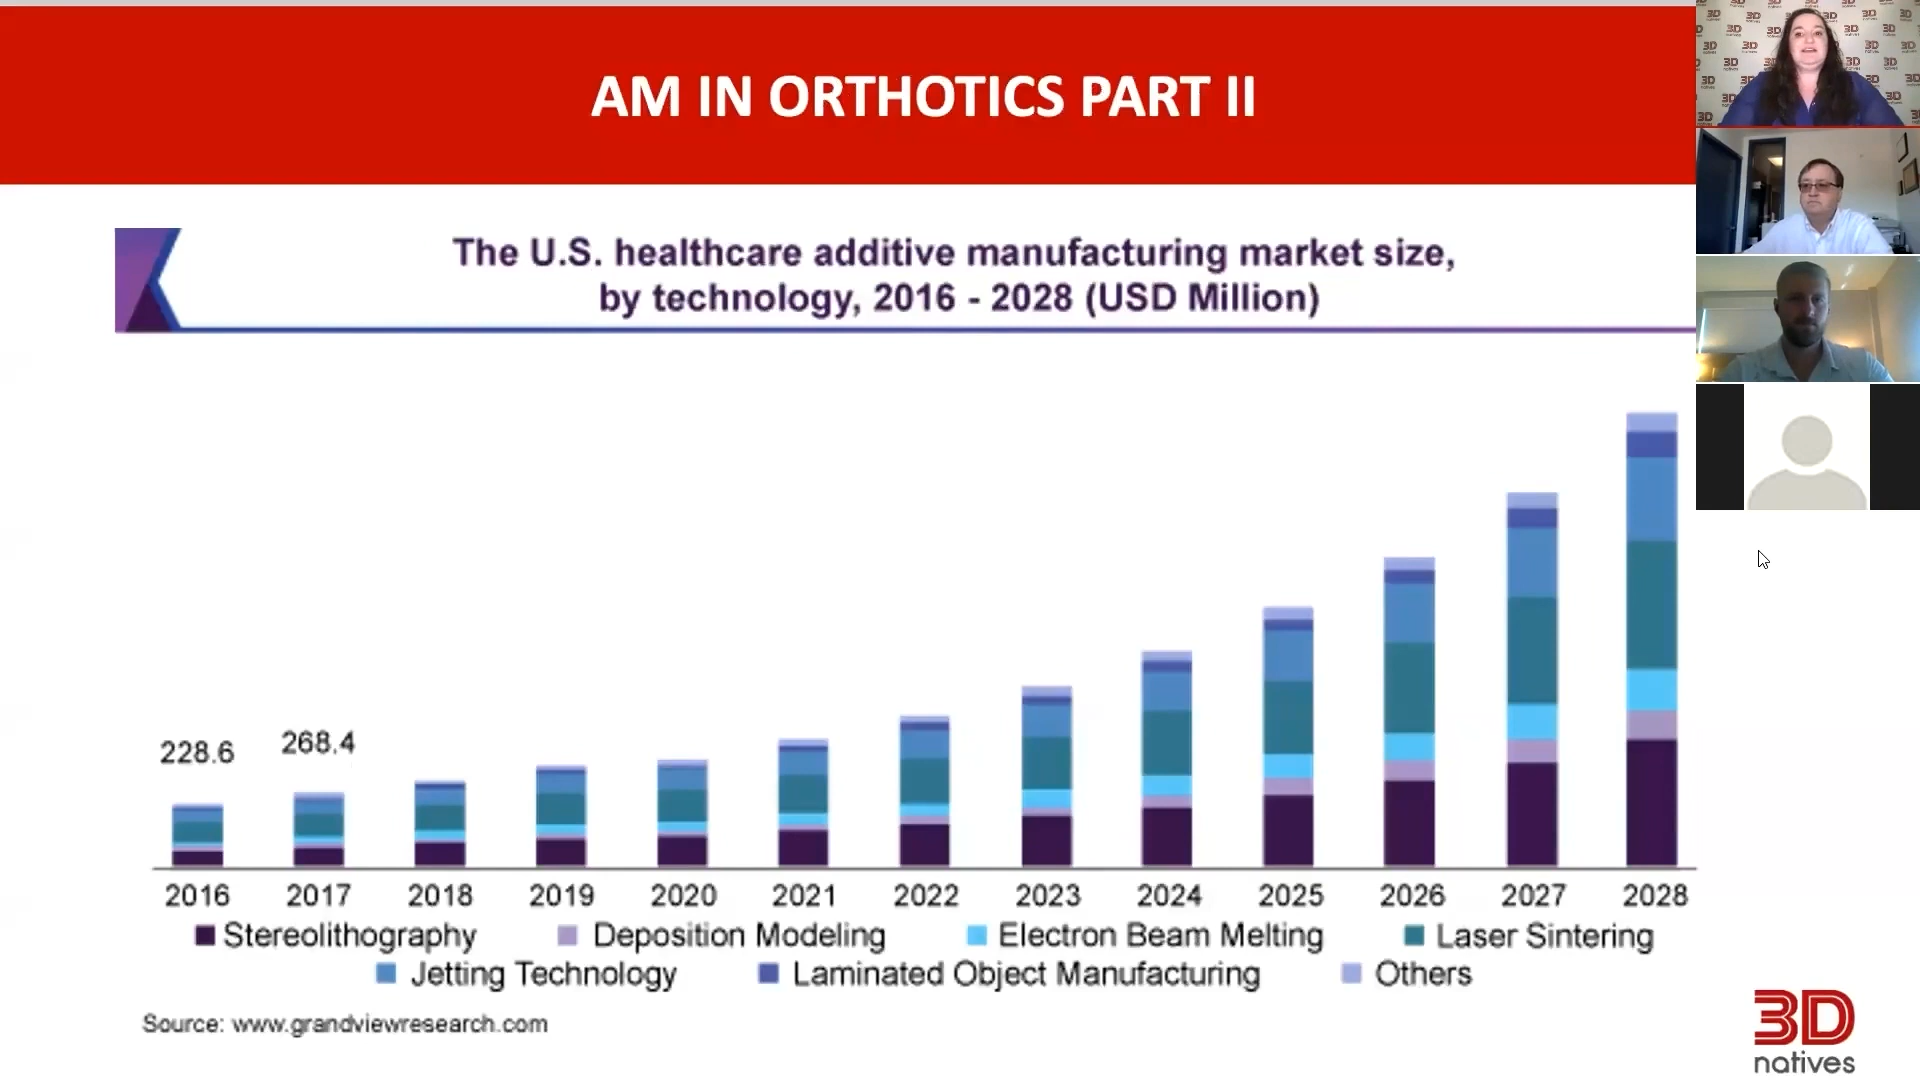 AM IN ORTHOTICS PART II
The U.S. healthcare additive manufacturing market size,
by technology, 2016 - 2028 (USD Million)
228.6
268.4
2016 2017 2018 2019 2020 2021 2022 2023 2024 2025 2026 2027 2028
Stereolithography Deposition Modeling Electron Beam Melting Laser Sintering
Jetting Technology Laminated Object Manufacturing Others
Source: www.grandviewresearch.com
3D
natives